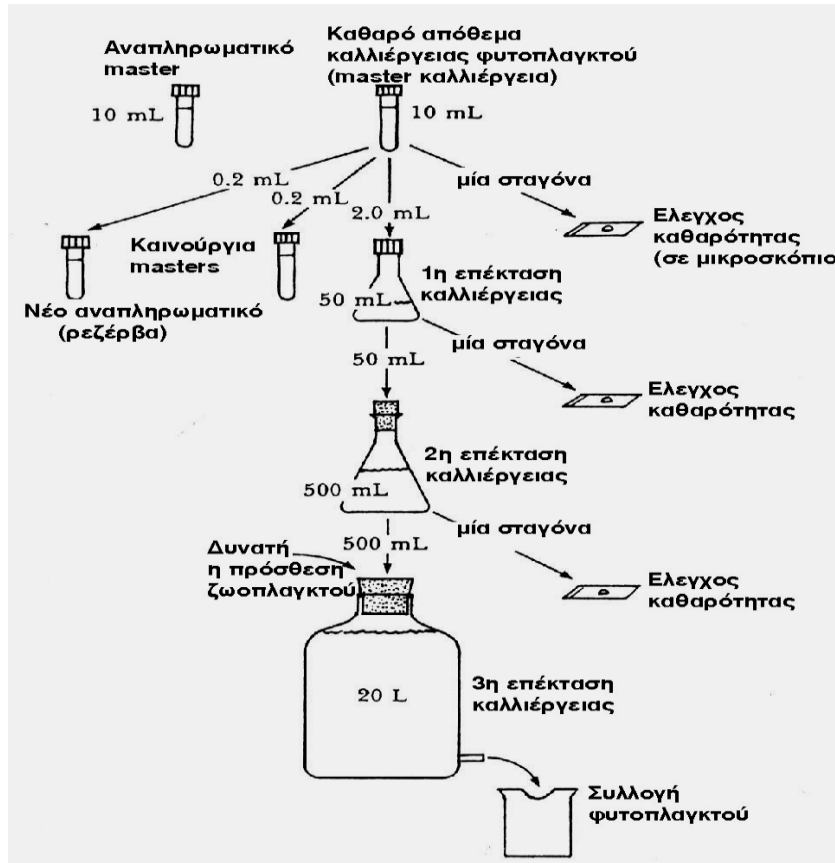 Αναπληρωματικό
master
10 mL
Καθαρό απόθεμα
καλλιέργειας φυτοπλαγκτού
(master καλλιέργεια)
10 mL
0.2 mL
0.2 mL
2.0 mL
μία σταγόνα
Ελεγχος
καθαρότητας
(σε μικροσκόπιο
Καινούργια
masters
Νέο αναπληρωματικό
(ρεζέρβα)
50 mL
1η επέκταση
καλλιέργειας
μία σταγόνα
Ελεγχος
καθαρότητας
50 mL
2η επέκταση
καλλιέργειας
500 mL
μία σταγόνα
Ελεγχος
καθαρότητας
500 mL
Δυνατή
η πρόσθεση
ζωοπλαγκτού
20 L
3η επέκταση
καλλιέργειας
Συλλογή
φυτοπλαγκτού